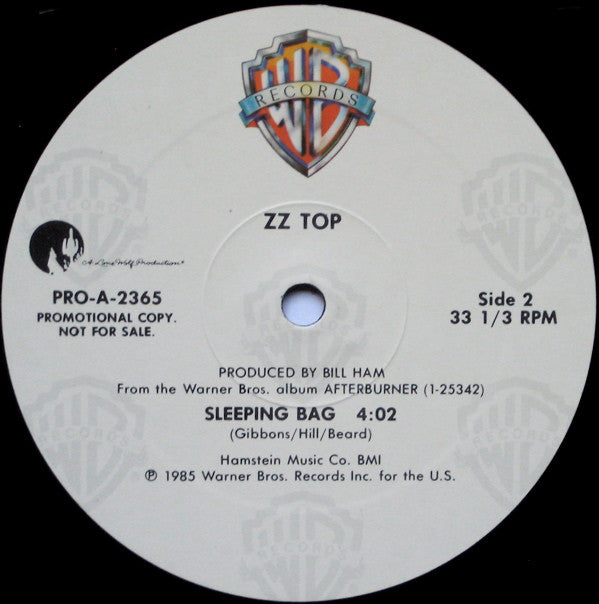 WB
RECORDS
ZZ TOP
A Lone Wolf Production
PRO-A-2365
PROMOTIONAL COPY.
NOT FOR SALE.
Side 2
33 1/3 RPM
PRODUCED BY BILL HAM
From the Warner Bros. album AFTERBURNER (1-25342)
SLEEPING BAG 4:02
(Gibbons/Hill/Beard)
Hamstein Music Co. BMI
℗ 1985 Warner Bros. Records Inc. for the U.S.